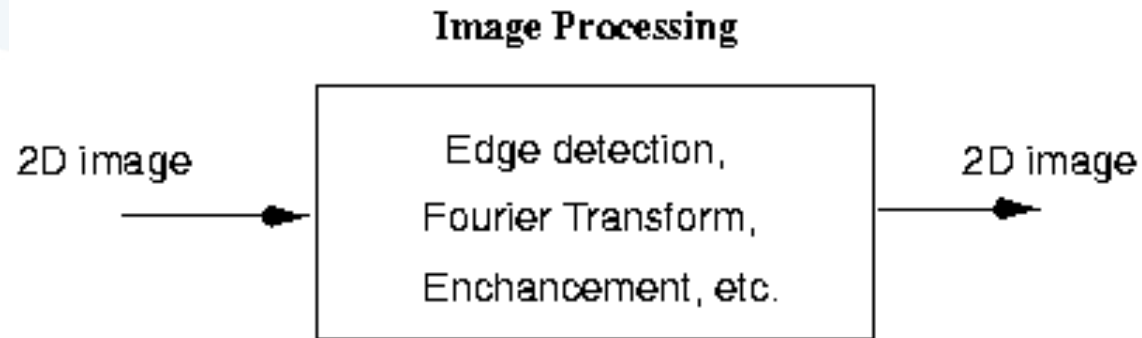 Image Processing
2D image
Edge detection,
Fourier Transform,
Enchancement, etc.
2D image